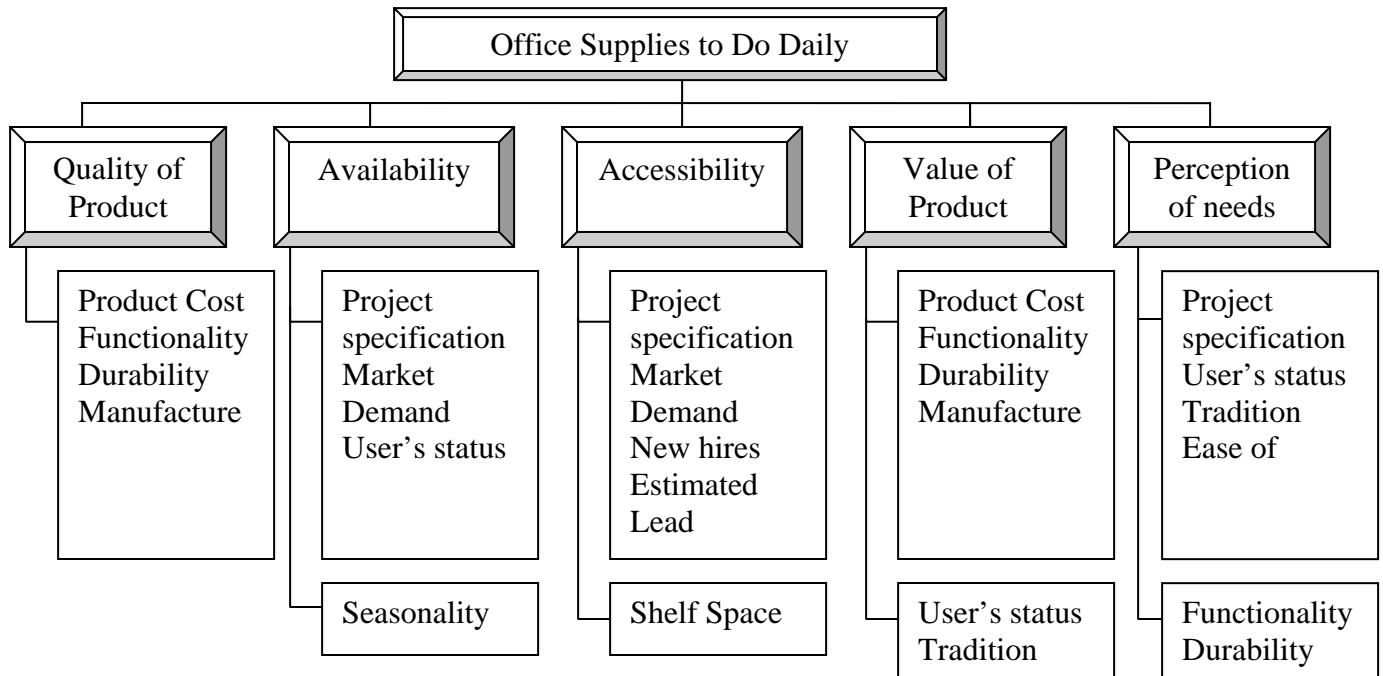 Office Supplies to Do Daily
Quality of
Product
Availability
Accessibility
Value of
Product
Perception
of needs
Product Cost
Functionality
Durability
Manufacture
Project
specification
Market
Demand
User’s status
Project
specification
Market
Demand
New hires
Estimated
Lead
Product Cost
Functionality
Durability
Manufacture
Project
specification
User’s status
Tradition
Ease of
Seasonality
Shelf Space
User’s status
Tradition
Functionality
Durability